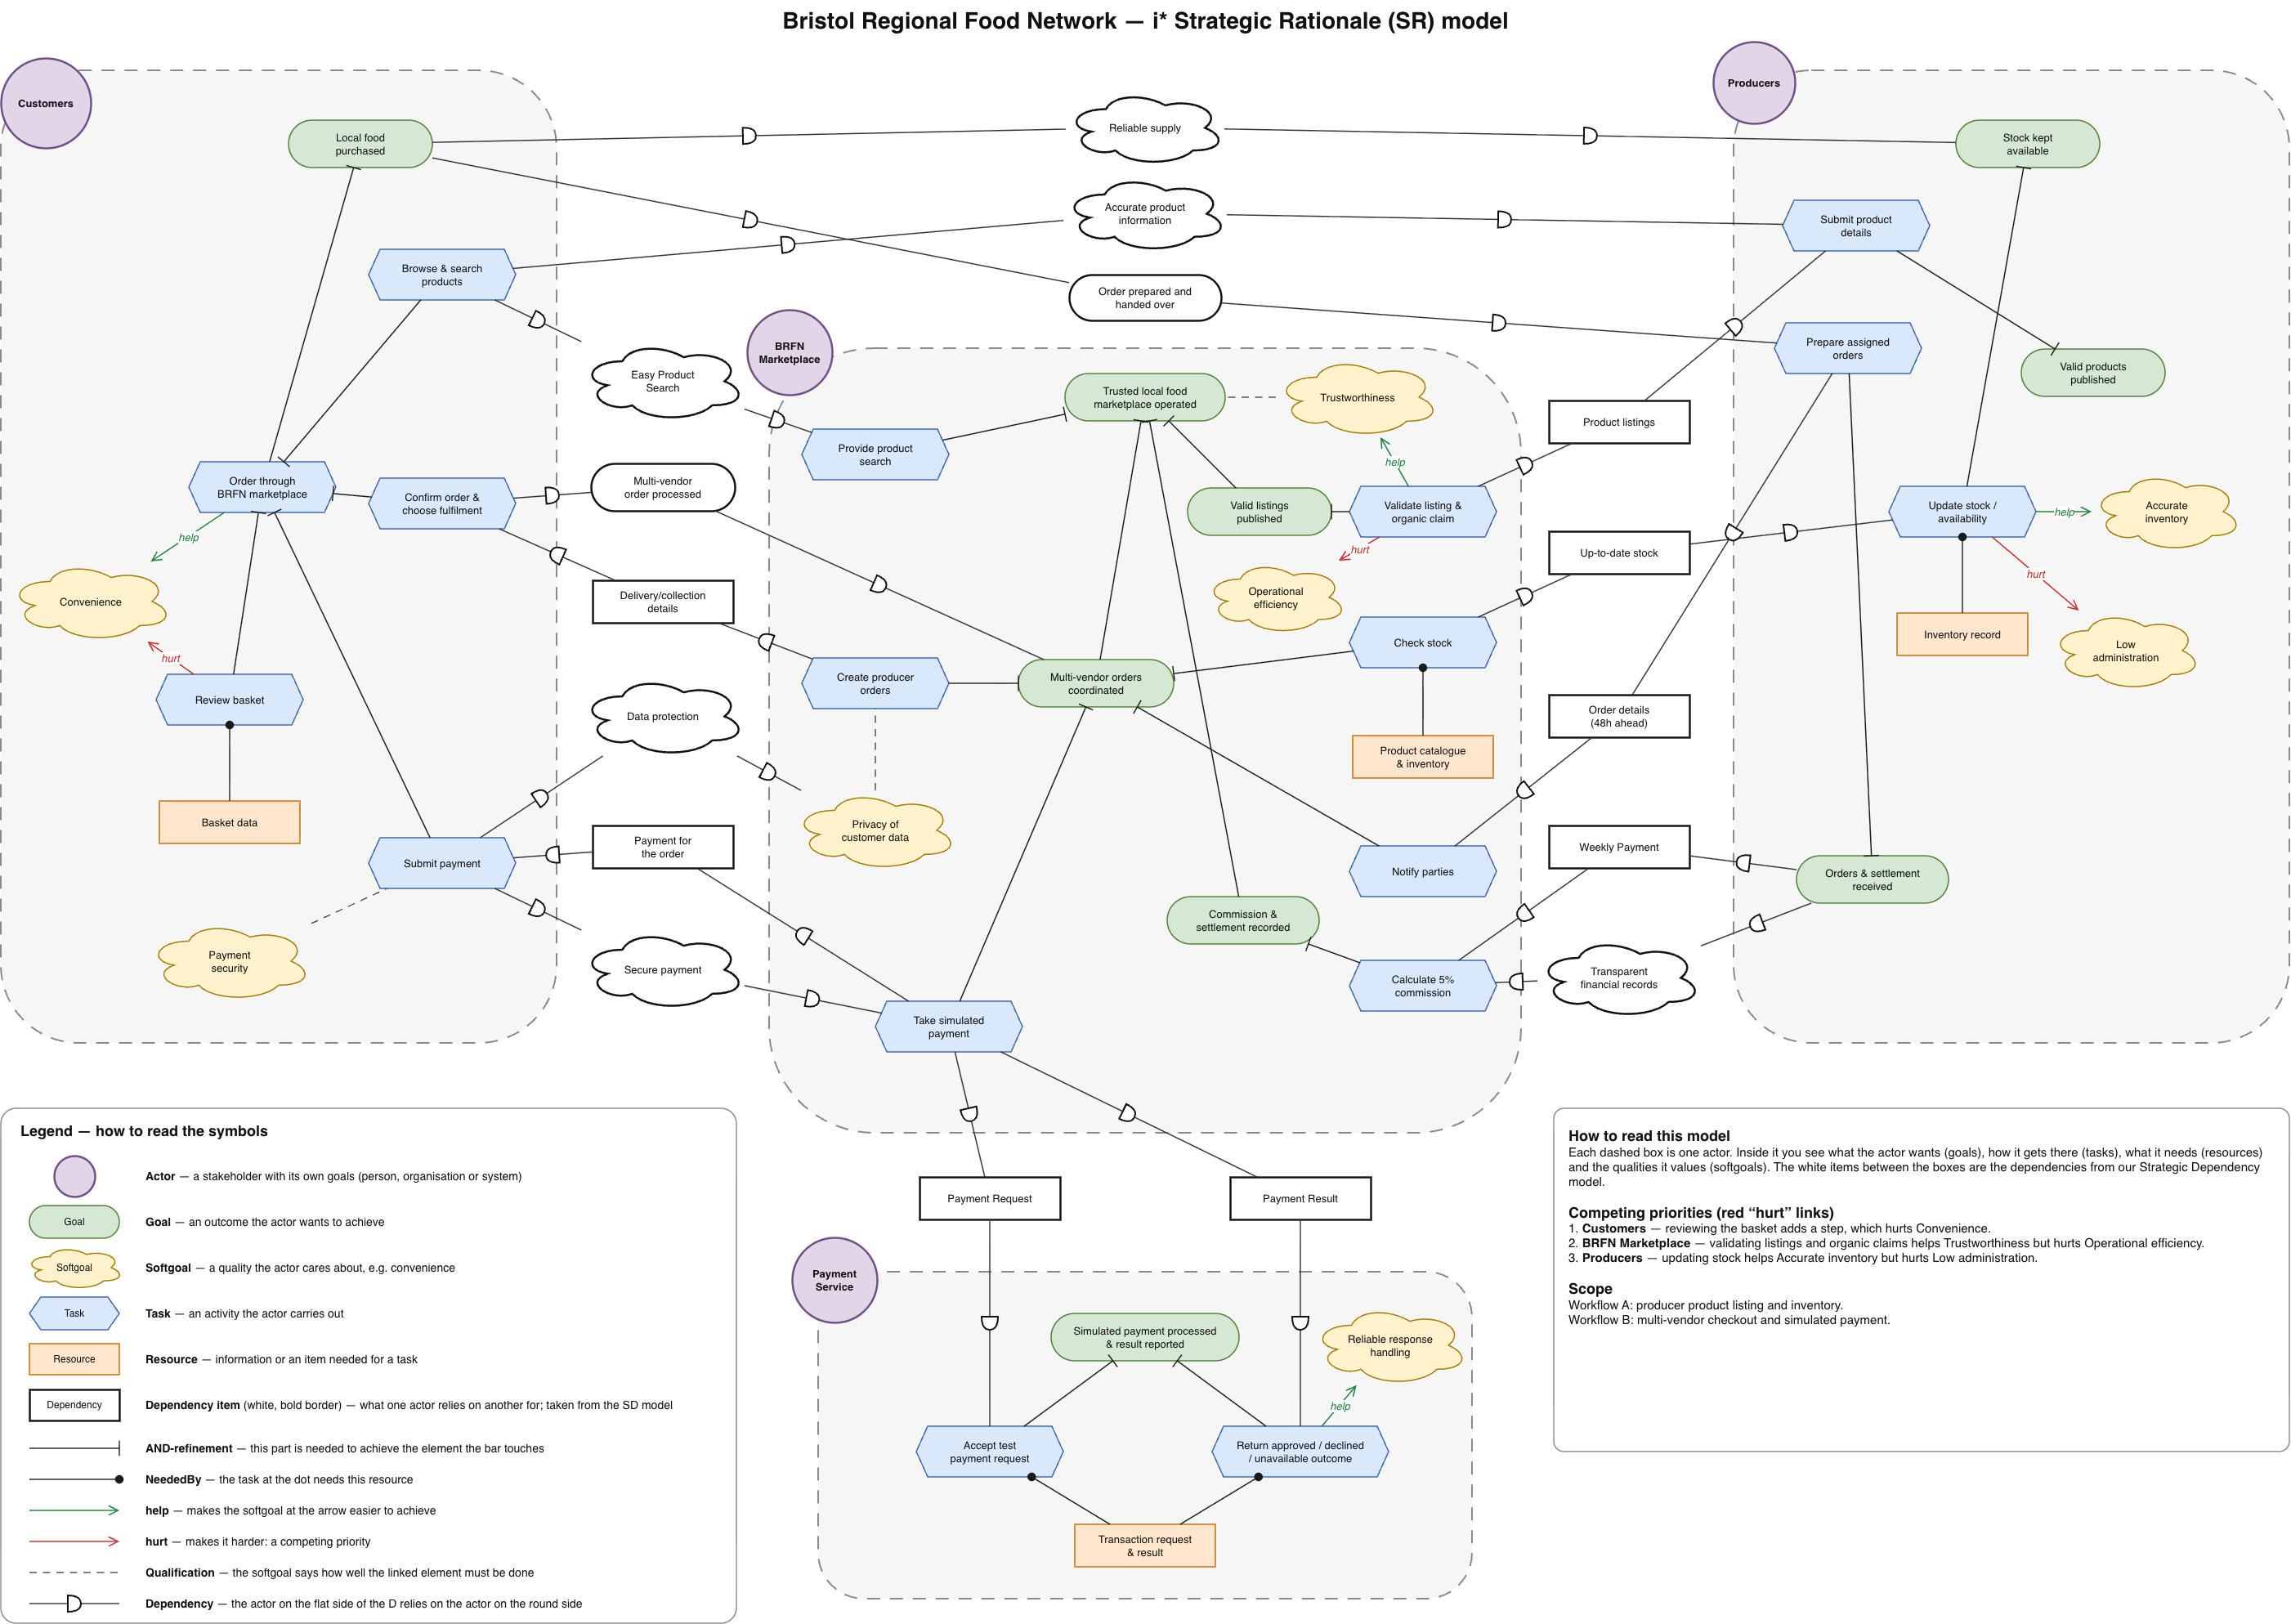 Bristol Regional Food Network — i* Strategic Rationale (SR) model
Customers
Producers
Local food
purchased
Reliable supply
Stock kept
available
Accurate product
information
Submit product
details
Browse & search
products
Order prepared and
handed over
BRFN
Marketplace
Prepare assigned
orders
Easy Product
Search
Trusted local food
marketplace operated
Trustworthiness
Valid products
published
Product listings
Provide product
search
help
Order through
BRFN marketplace
Confirm order &
choose fulfilment
Multi-vendor
order processed
Valid listings
published
Validate listing &
organic claim
Update stock /
availability
help
Accurate
inventory
help
hurt
Up-to-date stock
hurt
Convenience
Delivery/collection
details
Operational
efficiency
Inventory record
Low
administration
hurt
Check stock
Review basket
Create producer
orders
Multi-vendor orders
coordinated
Data protection
Order details
(48h ahead)
Product catalogue
& inventory
Basket data
Privacy of
customer data
Payment for
the order
Weekly Payment
Submit payment
Notify parties
Orders & settlement
received
Commission &
settlement recorded
Payment
security
Secure payment
Calculate 5%
commission
Transparent
financial records
Take simulated
payment
Payment Request
Payment Result
Payment
Service
Simulated payment processed
& result reported
Reliable response
handling
help
Accept test
payment request
Return approved / declined
/ unavailable outcome
Transaction request
& result
Legend — how to read the symbols
Actor — a stakeholder with its own goals (person, organisation or system)
Goal
Goal — an outcome the actor wants to achieve
Softgoal
Softgoal — a quality the actor cares about, e.g. convenience
Task
Task — an activity the actor carries out
Resource
Resource — information or an item needed for a task
Dependency
Dependency item (white, bold border) — what one actor relies on another for; taken from the SD model
AND-refinement — this part is needed to achieve the element the bar touches
NeededBy — the task at the dot needs this resource
help — makes the softgoal at the arrow easier to achieve
hurt — makes it harder: a competing priority
Qualification — the softgoal says how well the linked element must be done
Dependency — the actor on the flat side of the D relies on the actor on the round side
How to read this model
Each dashed box is one actor. Inside it you see what the actor wants (goals), how it gets there (tasks), what it needs (resources)
and the qualities it values (softgoals). The white items between the boxes are the dependencies from our Strategic Dependency
model.
Competing priorities (red “hurt” links)
1. Customers — reviewing the basket adds a step, which hurts Convenience.
2. BRFN Marketplace — validating listings and organic claims helps Trustworthiness but hurts Operational efficiency.
3. Producers — updating stock helps Accurate inventory but hurts Low administration.
Scope
Workflow A: producer product listing and inventory.
Workflow B: multi-vendor checkout and simulated payment.